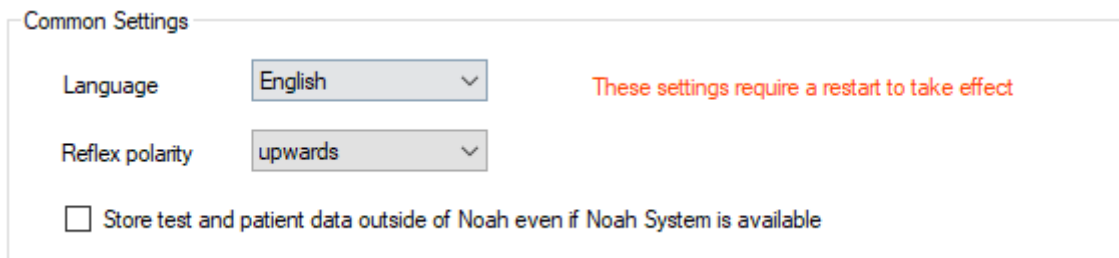 Common Settings
Language English These settings require a restart to take effect
Reflex polarity upwards
Store test and patient data outside of Noah even if Noah System is available